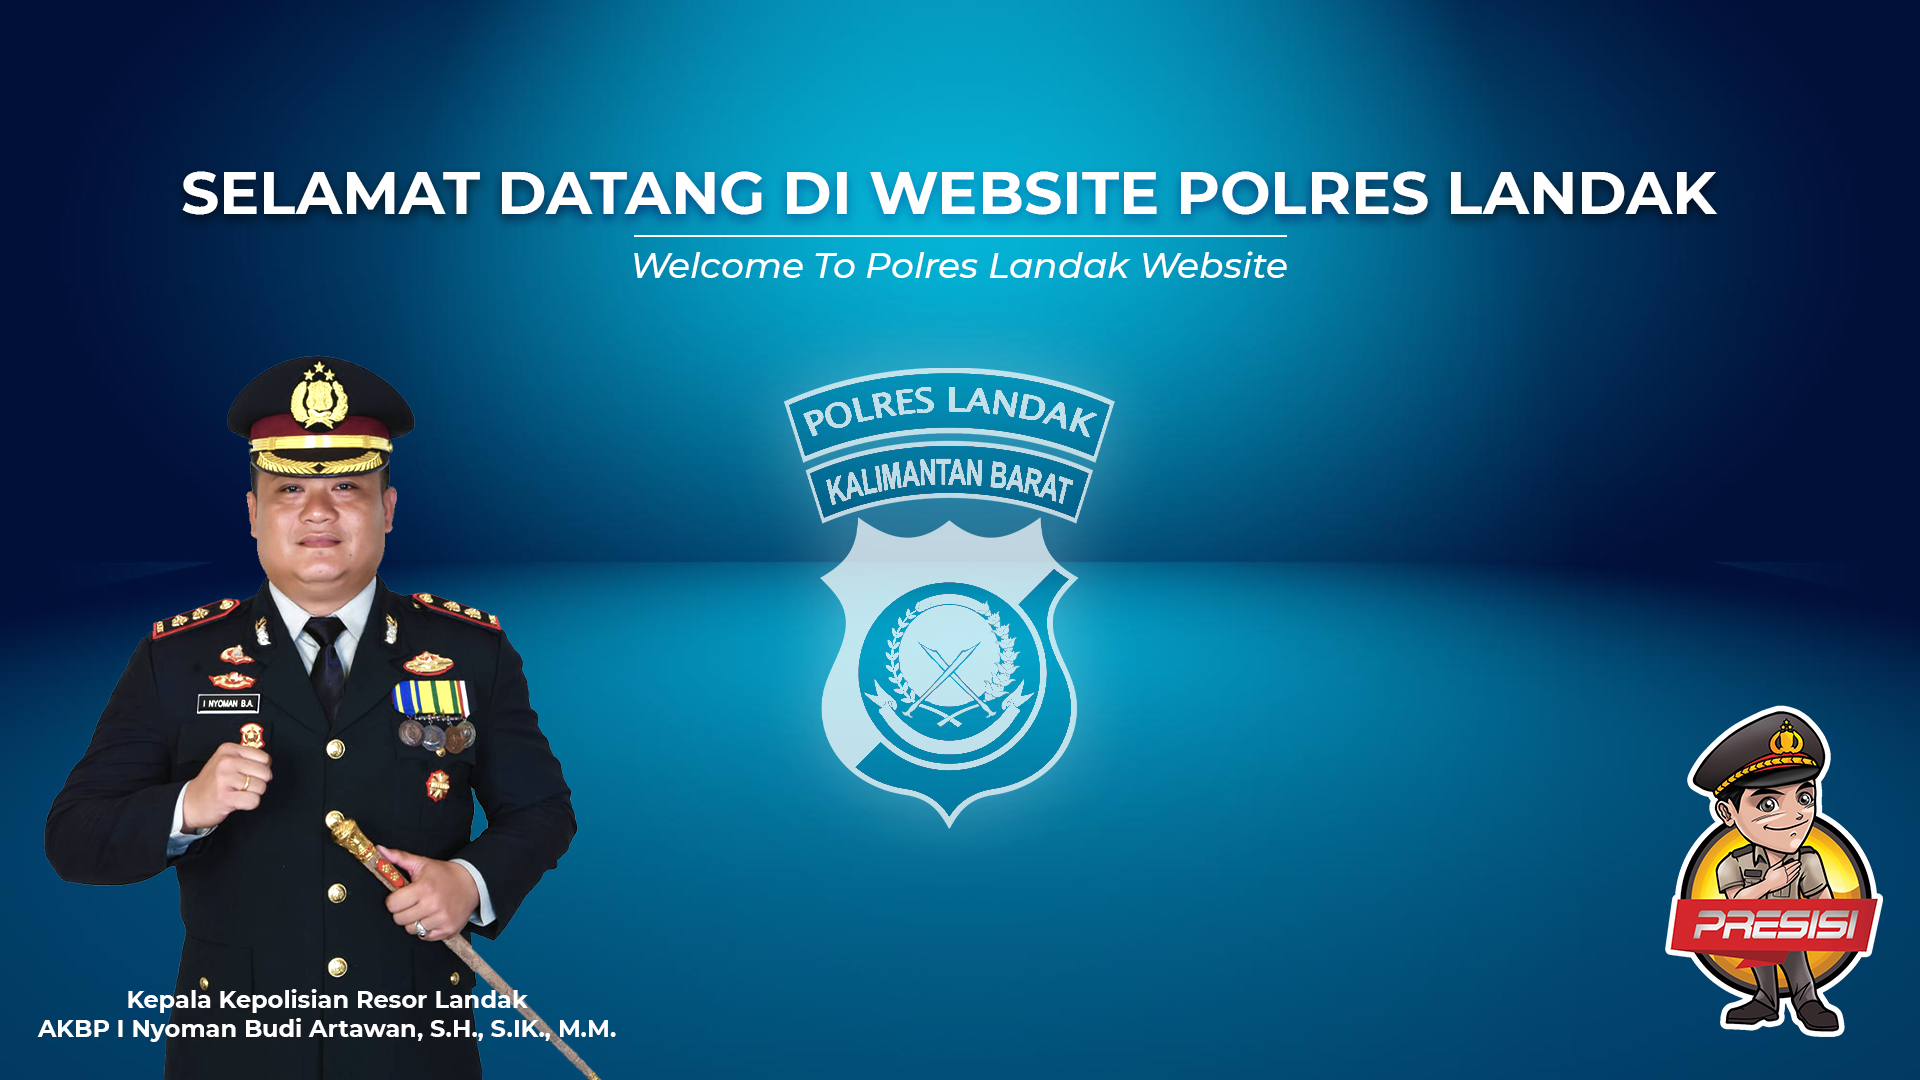 SELAMAT DATANG DI WEBSITE POLRES LANDAK
Welcome To Polres Landak Website
POLRES LANDAK
KALIMANTAN BARAT
I NYOMAN B.A.
PRESISI
Kepala Kepolisian Resor Landak
AKBP I Nyoman Budi Artawan, S.H., S.IK., M.M.